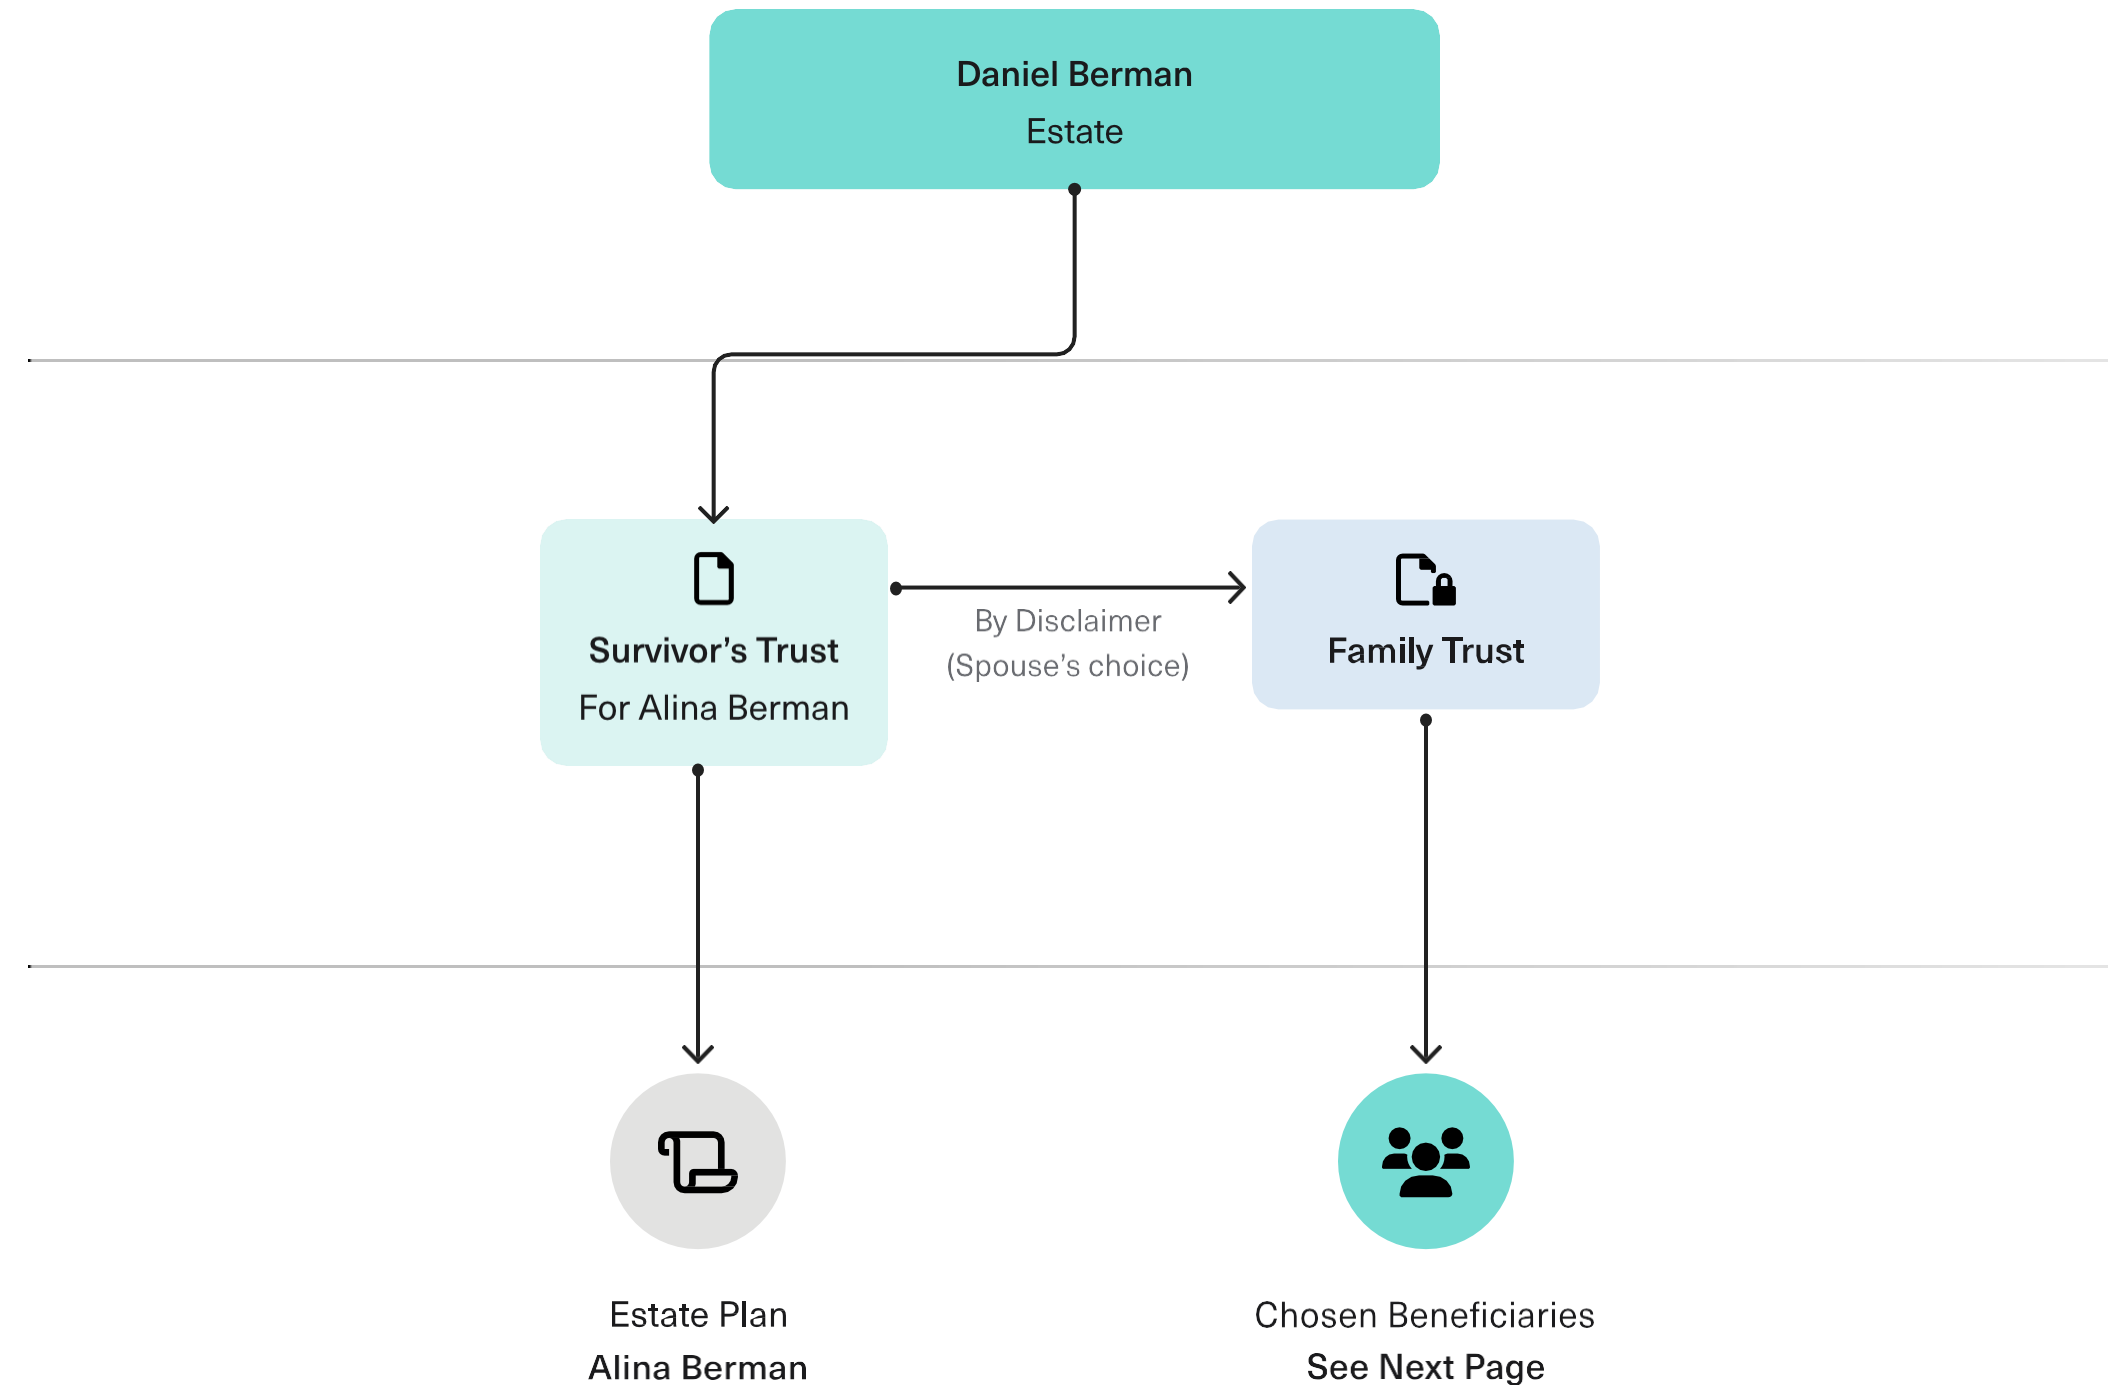 Daniel Berman
Estate
Survivor’s Trust
For Alina Berman
By Disclaimer
(Spouse’s choice)
Family Trust
Estate Plan
Alina Berman
Chosen Beneficiaries
See Next Page